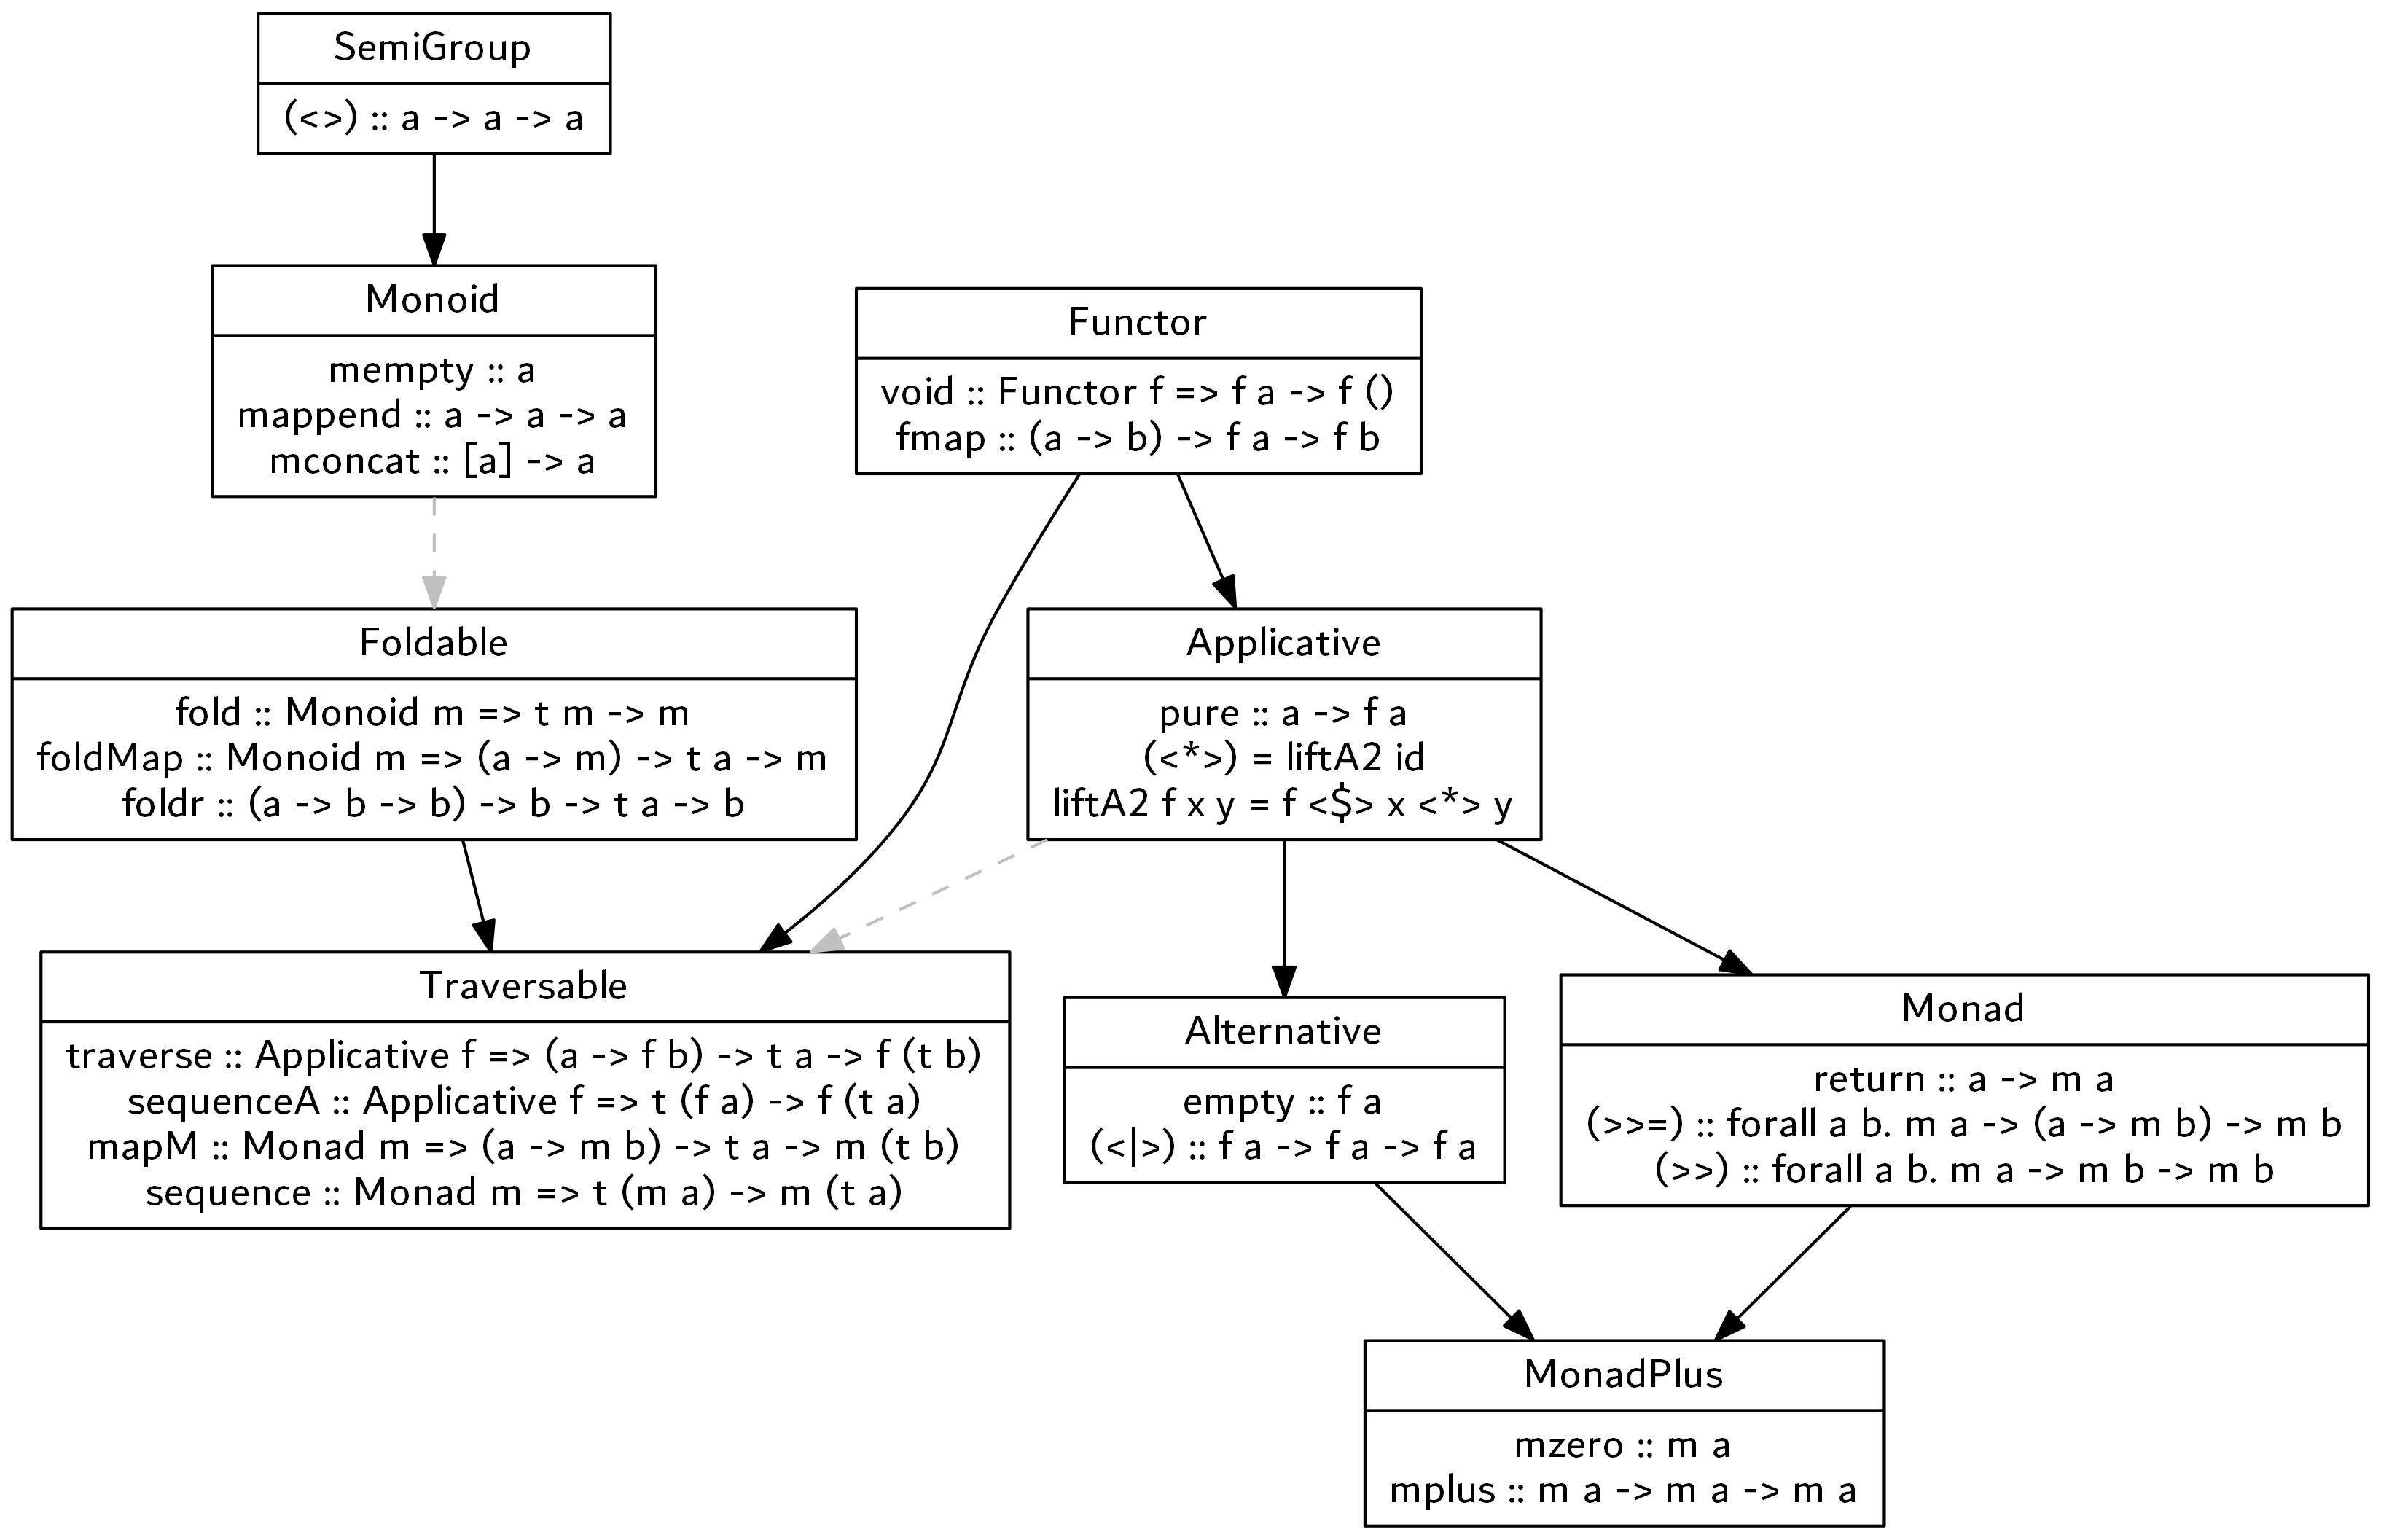 SemiGroup
(<>) :: a -> a -> a
Monoid
mempty :: a
mappend :: a -> a -> a
mconcat :: [a] -> a
Functor
void :: Functor f => f a -> f ()
fmap :: (a -> b) -> f a -> f b
Foldable
fold :: Monoid m => t m -> m
foldMap :: Monoid m => (a -> m) -> t a -> m
foldr :: (a -> b -> b) -> b -> t a -> b
Applicative
pure :: a -> f a
(<*>) = liftA2 id
liftA2 f x y = f <$> x <*> y
Traversable
traverse :: Applicative f => (a -> f b) -> t a -> f (t b)
sequenceA :: Applicative f => t (f a) -> f (t a)
mapM :: Monad m => (a -> m b) -> t a -> m (t b)
sequence :: Monad m => t (m a) -> m (t a)
Alternative
empty :: f a
(<|>) :: f a -> f a -> f a
Monad
return :: a -> m a
(>>=) :: forall a b. m a -> (a -> m b) -> m b
(>>) :: forall a b. m a -> m b -> m b
MonadPlus
mzero :: m a
mplus :: m a -> m a -> m a